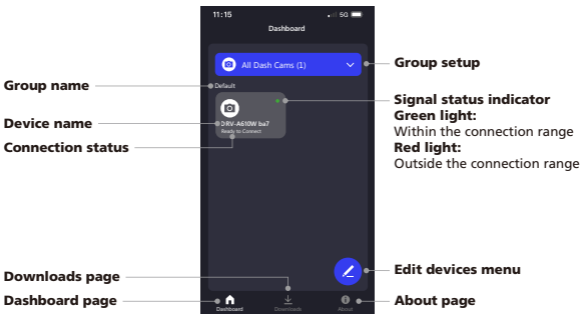 11:15
5G
Dashboard
All Dash Cams (1)
Group setup
Group name
Default
Signal status indicator
Green light:
Within the connection range
Red light:
Outside the connection range
Device name
DRV-A610W ba7
Connection status
Ready to Connect
Edit devices menu
Downloads page
Dashboard page
Dashboard
Downloads
About
About page